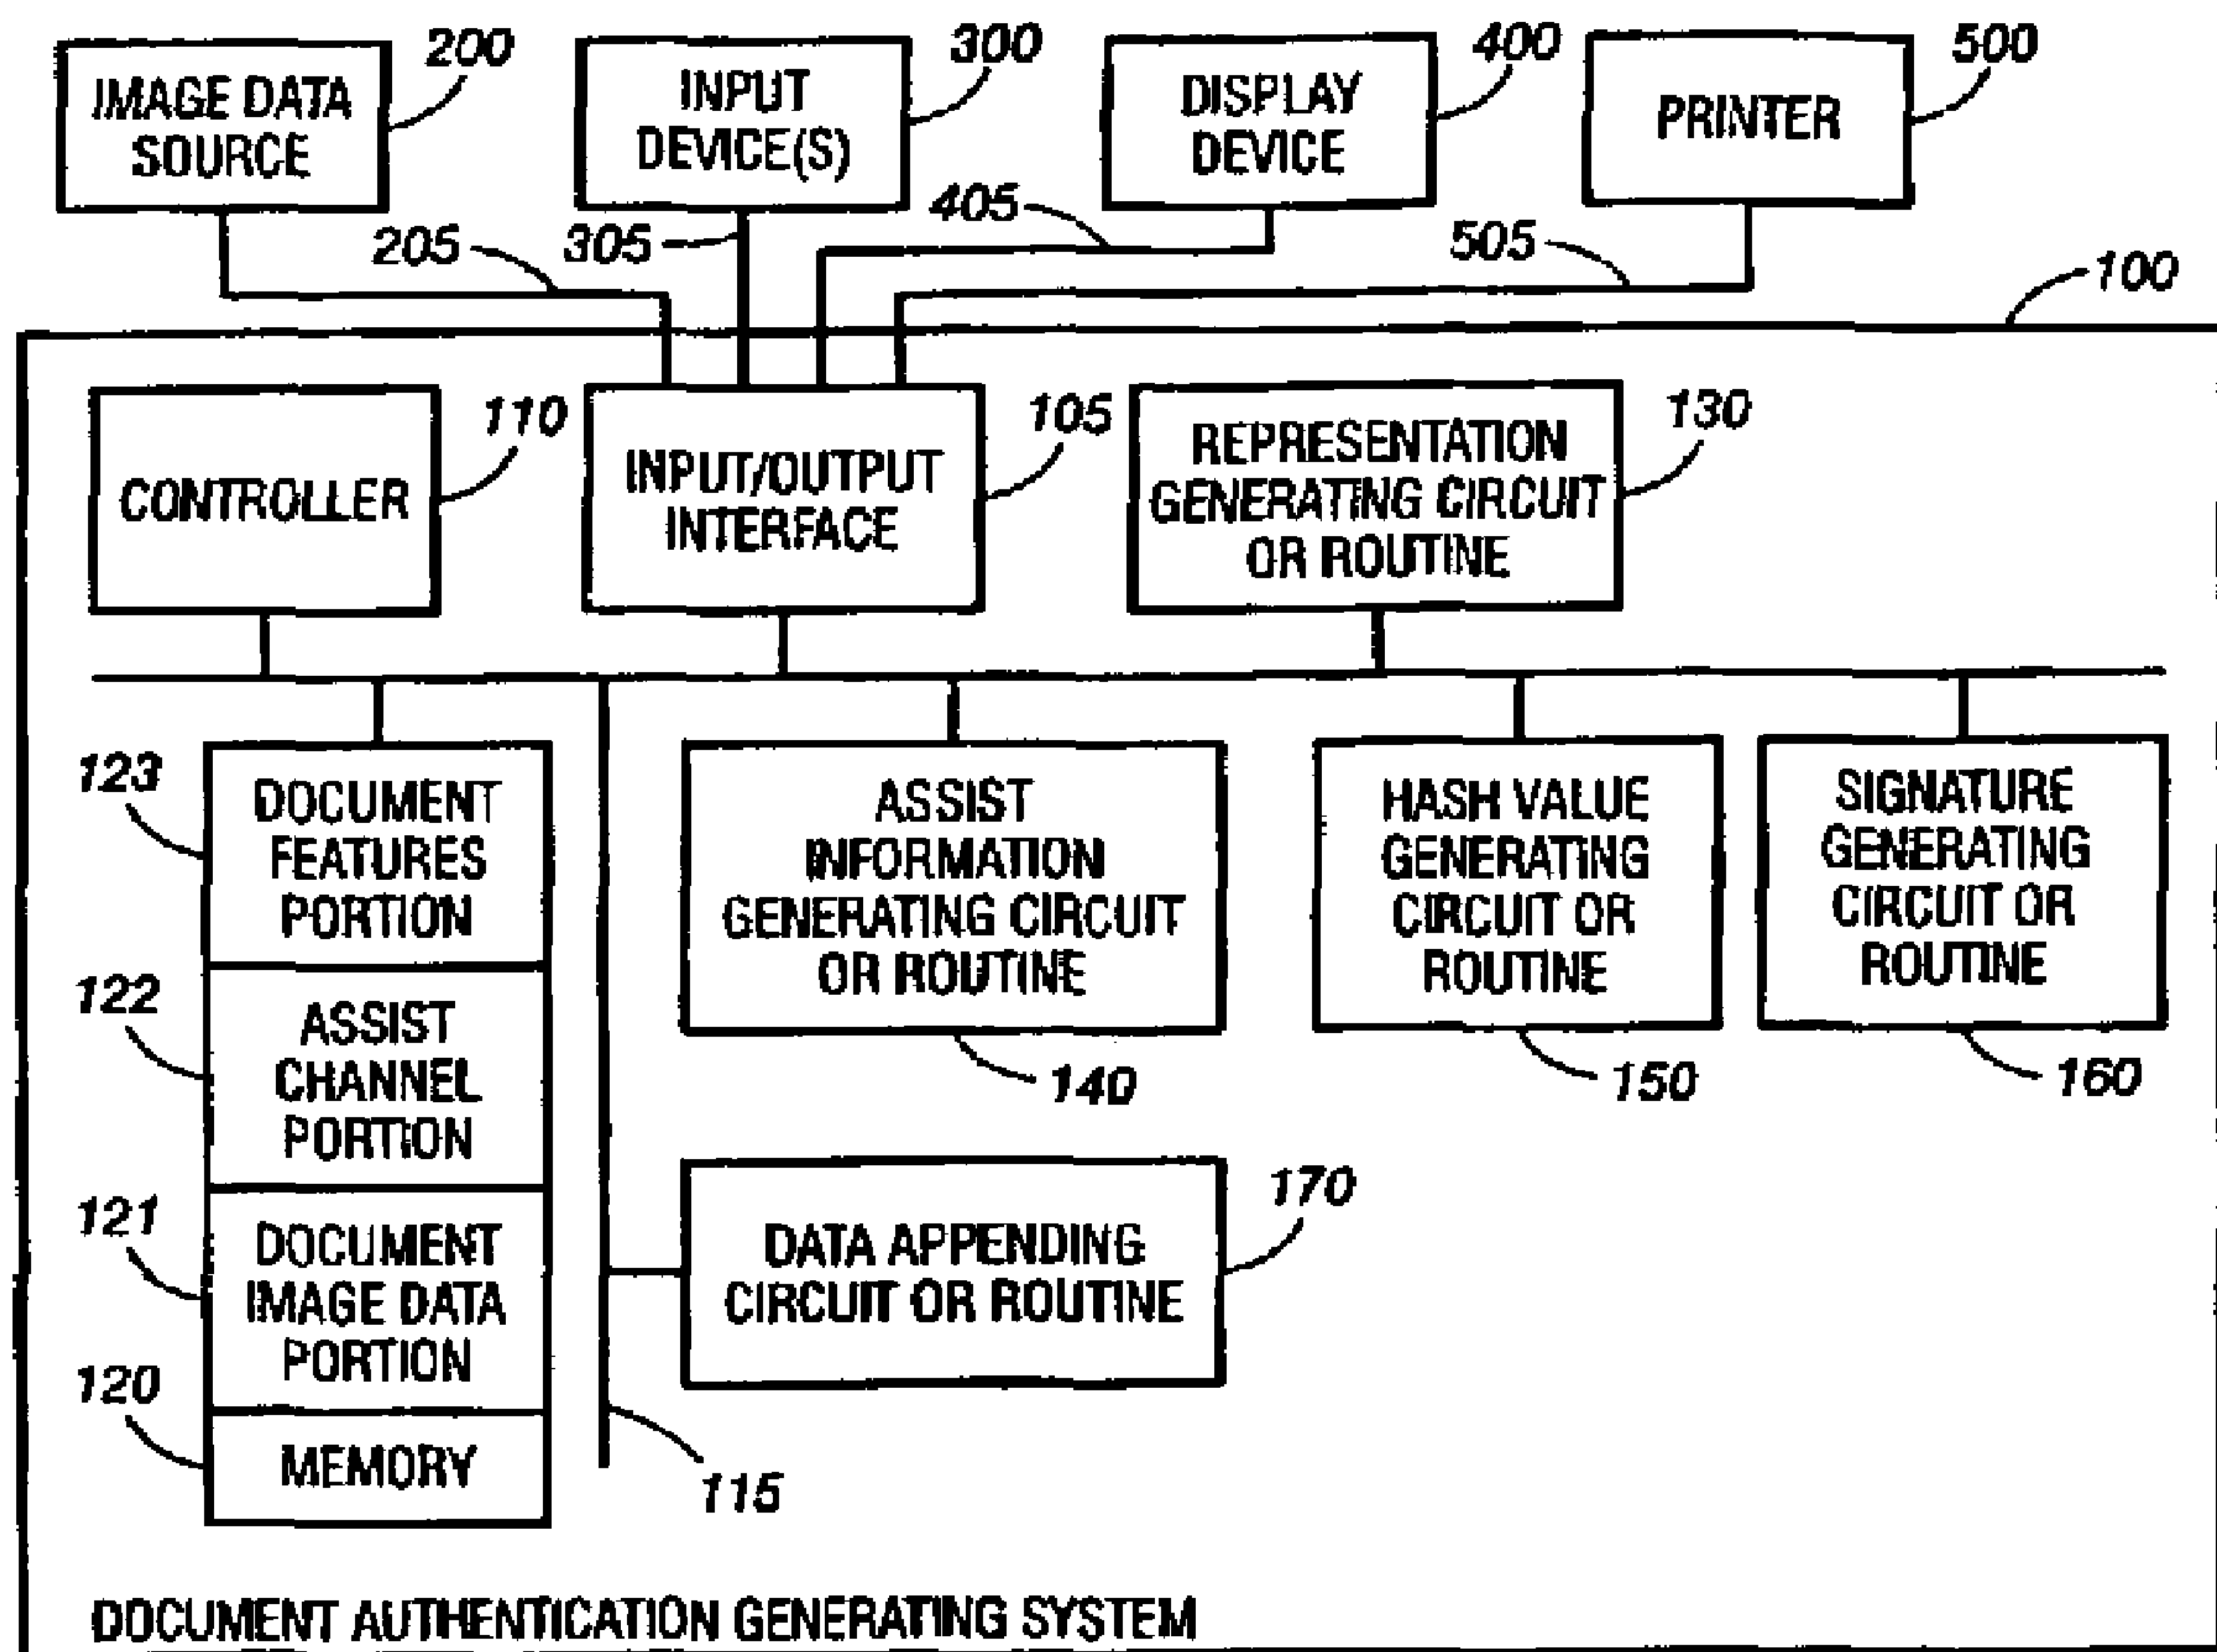 200
300
400
500
IMAGE DATA
SOURCE
INPUT
DEVICE(S)
DISPLAY
DEVICE
PRINTER
205
305
405
505
100
110
105
130
CONTROLLER
INPUT/OUTPUT
INTERFACE
REPRESENTATION
GENERATING CIRCUIT
OR ROUTINE
123
DOCUMENT
FEATURES
PORTION
ASSIST
INFORMATION
GENERATING CIRCUIT
OR ROUTINE
HASH VALUE
GENERATING
CIRCUIT OR
ROUTINE
SIGNATURE
GENERATING
CIRCUIT OR
ROUTINE
122
ASSIST
CHANNEL
PORTION
140
150
160
121
DOCUMENT
IMAGE DATA
PORTION
DATA APPENDING
CIRCUIT OR ROUTINE
170
120
MEMORY
115
DOCUMENT AUTHENTICATION GENERATING SYSTEM